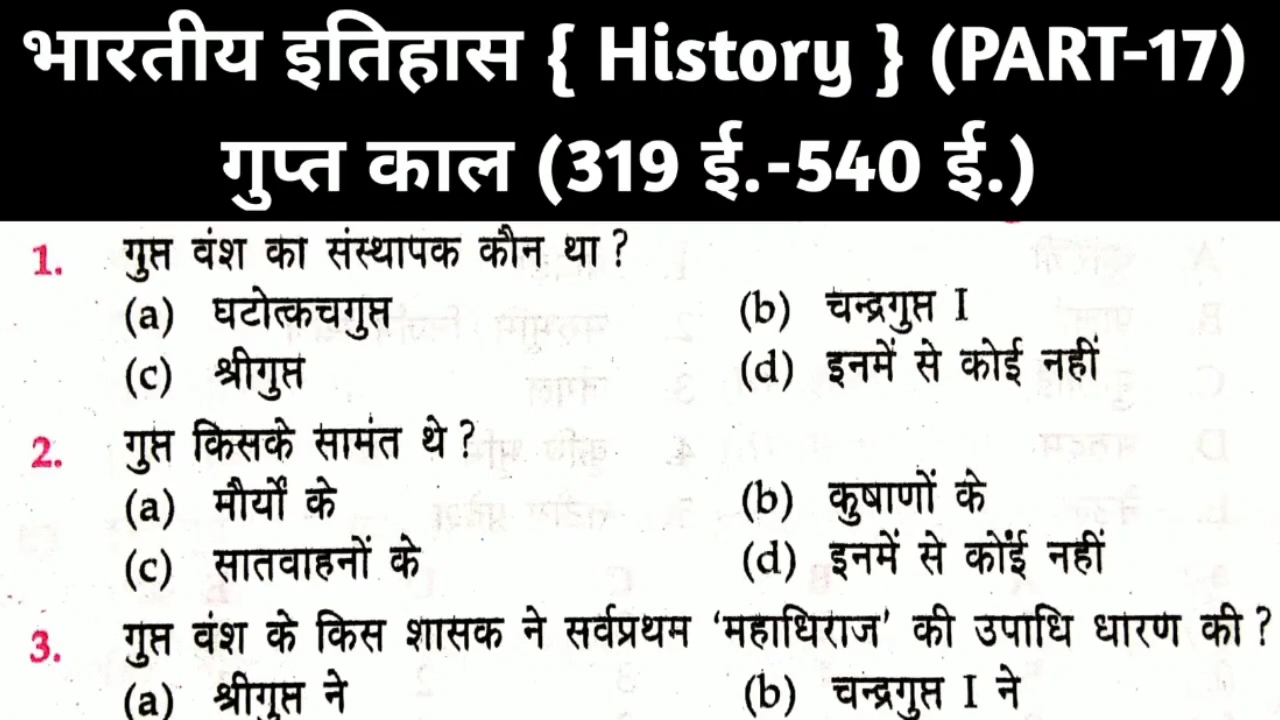 भारतीय इतिहास { History } (PART-17)
गुप्त काल (319 ई.-540 ई.)
1. गुप्त वंश का संस्थापक कौन था ?
(a) घटोत्कचगुप्त (b) चन्द्रगुप्त I
(c) श्रीगुप्त (d) इनमें से कोई नहीं
2. गुप्त किसके सामंत थे ?
(a) मौर्यों के (b) कुषाणों के
(c) सातवाहनों के (d) इनमें से कोई नहीं
3. गुप्त वंश के किस शासक ने सर्वप्रथम 'महाधिराज' की उपाधि धारण की ?
(a) श्रीगुप्त ने (b) चन्द्रगुप्त I ने